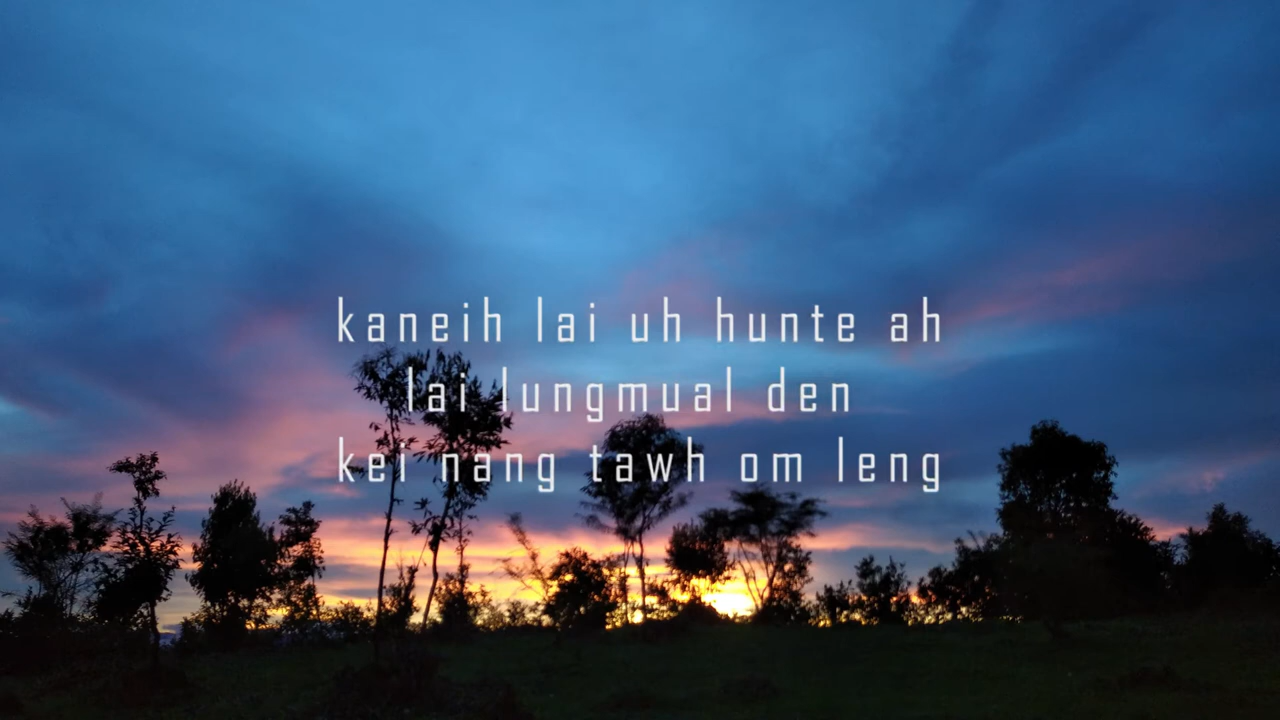 kaneih lai uh hunte ah
lai lungmual den
kei nang tawh om leng